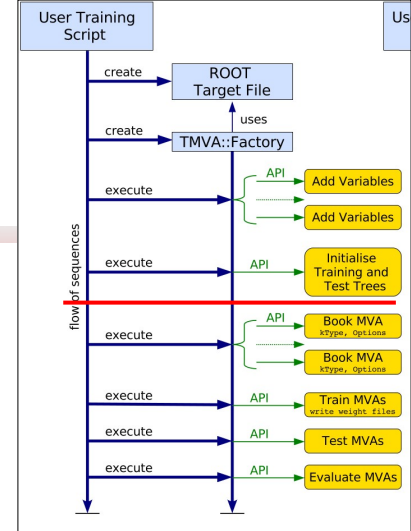 User Training
Script
Us
create
ROOT
Target File
uses
create
TMVA::Factory
execute
API
Add Variables
Add Variables
execute
API
Initialise
Training and
Test Trees
flow of sequences
execute
API
Book MVA
kType, Options
Book MVA
kType, Options
execute
API
Train MVAs
write weight files
execute
API
Test MVAs
execute
API
Evaluate MVAs